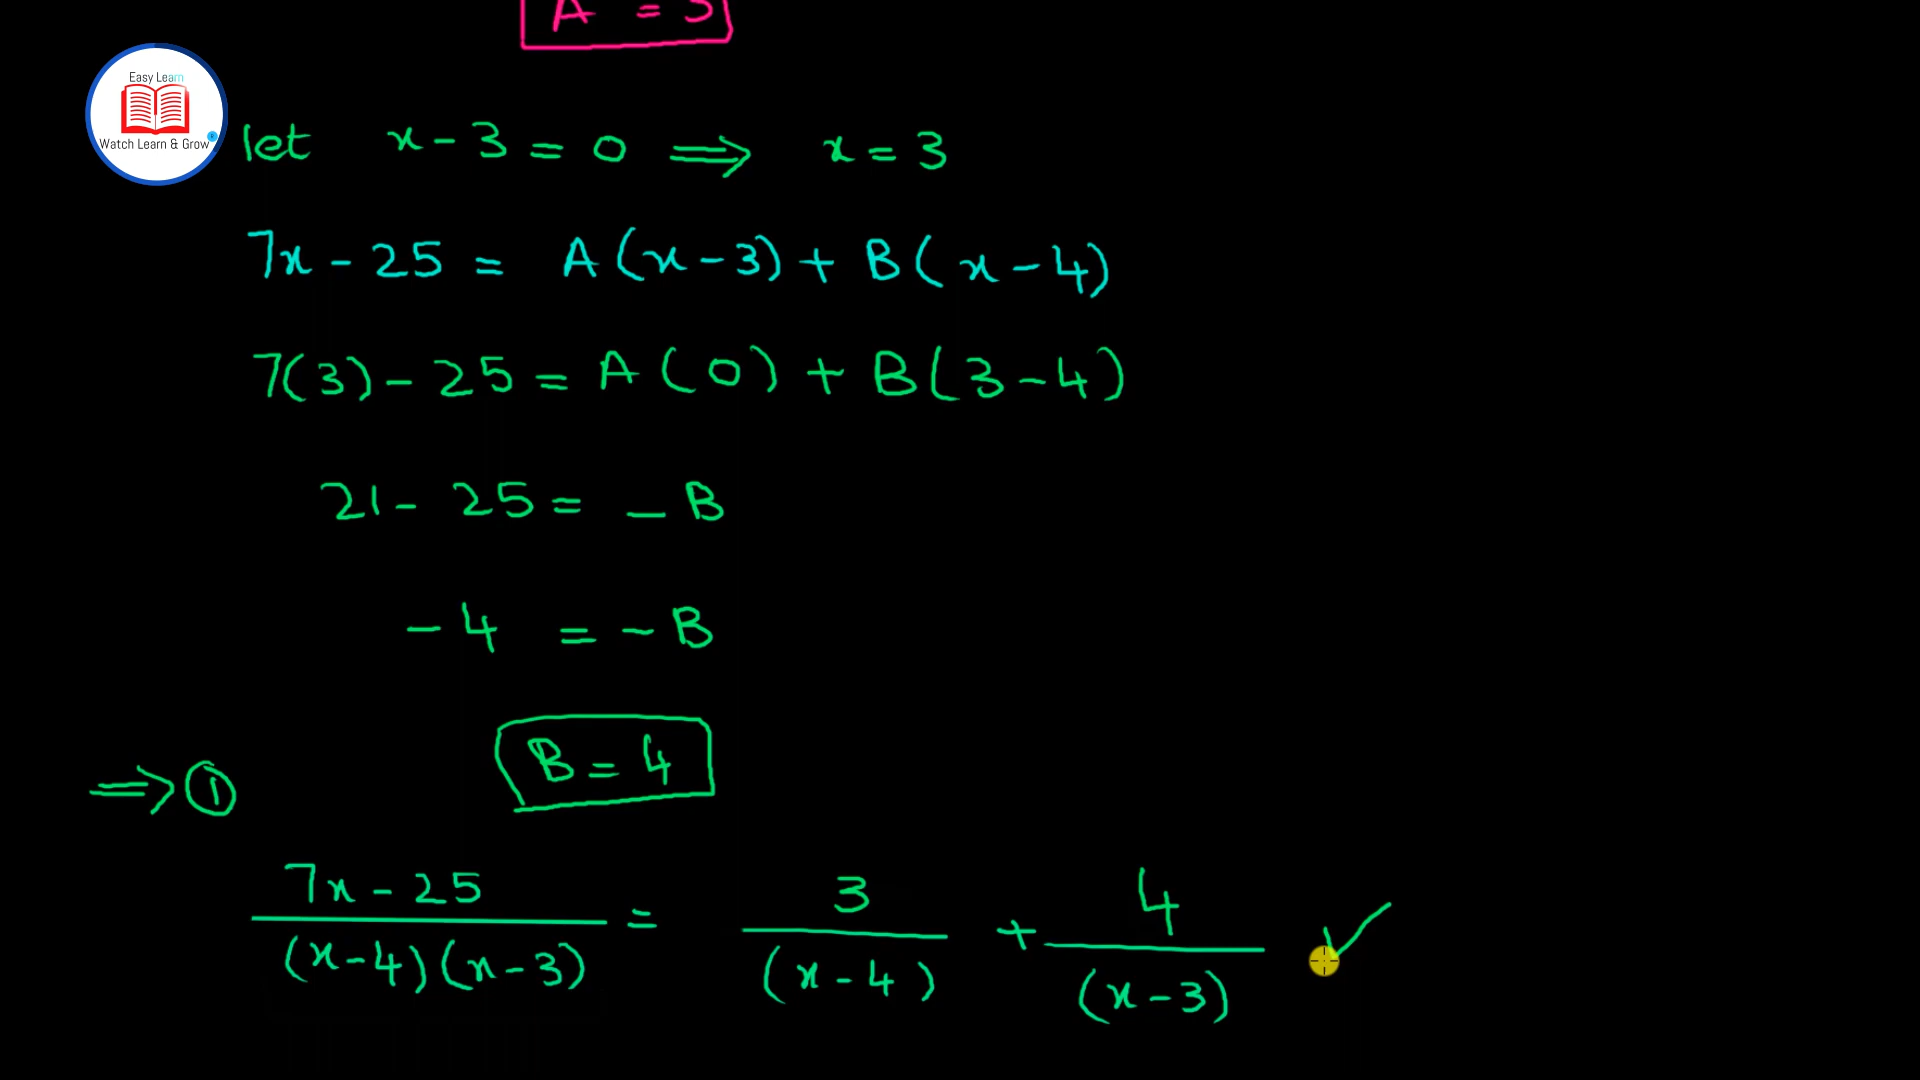 A = 3
Easy Learn
Watch Learn & Grow
let x - 3 = 0 ⟹ x = 3
7x - 25 = A(x-3) + B(x-4)
7(3) - 25 = A(0) + B(3-4)
21 - 25 = - B
- 4 = - B
B = 4
⟹ ①
7x - 25 / (x-4)(x-3) = 3 / (x-4) + 4 / (x-3) ✓